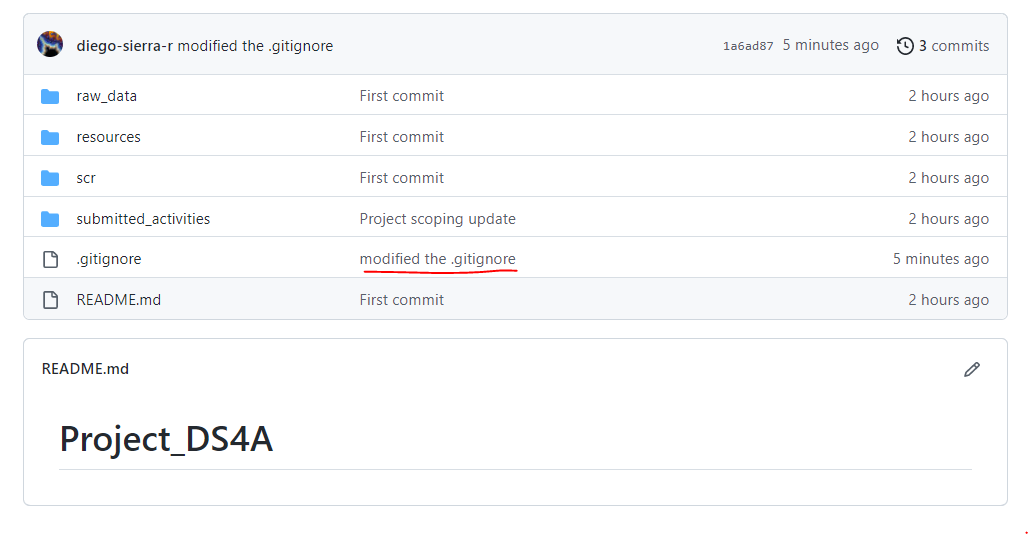 diego-sierra-r modified the .gitignore 1a6ad87 5 minutes ago 3 commits
raw_data First commit 2 hours ago
resources First commit 2 hours ago
scr First commit 2 hours ago
submitted_activities Project scoping update 2 hours ago
.gitignore modified the .gitignore 5 minutes ago
README.md First commit 2 hours ago
README.md
Project_DS4A